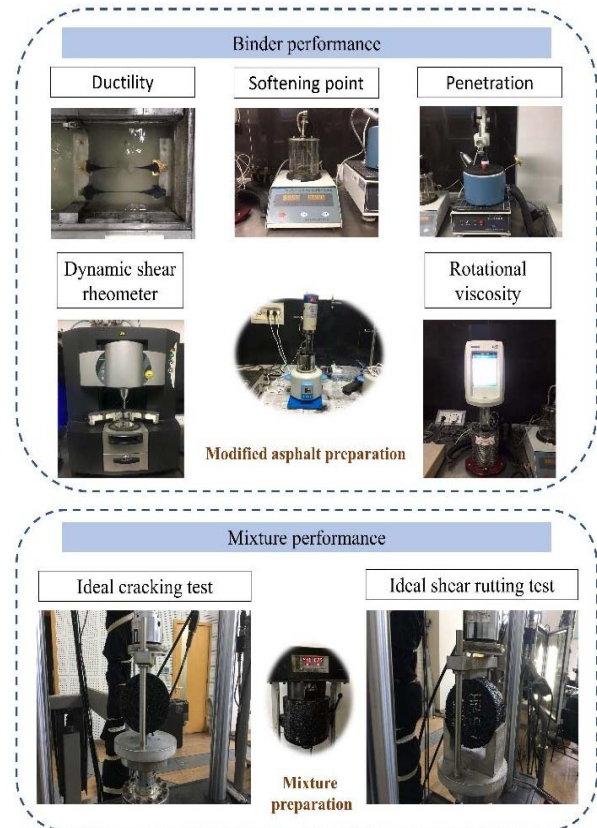 Binder performance
Ductility
Softening point
Penetration
Dynamic shear
rheometer
Rotational
viscosity
Modified asphalt preparation
Mixture performance
Ideal cracking test
Ideal shear rutting test
Mixture
preparation